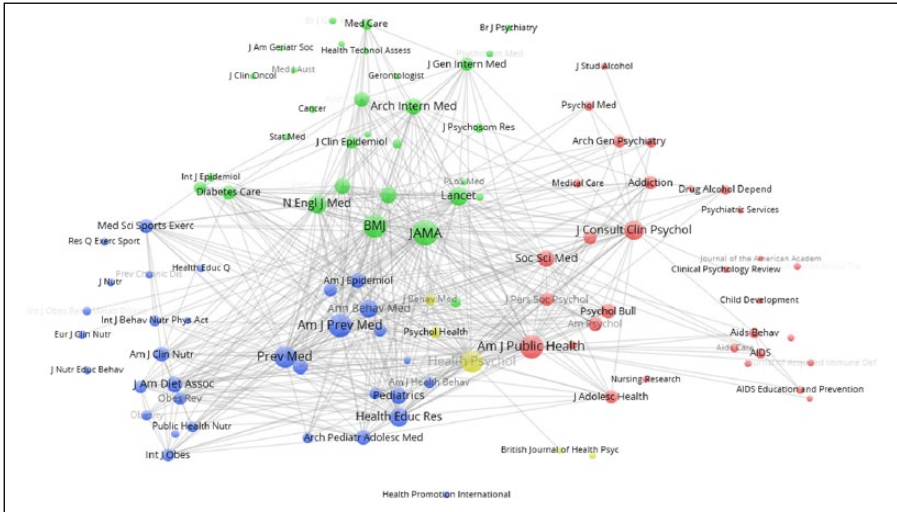 Med Care
Br J Psychiatry
J Am Geriatr Soc
Health Technol Assess
Med J Aust
J Gen Intern Med
J Clin Oncol
Gerontologist
J Stud Alcohol
Cancer
Arch Intern Med
Psychol Med
J Psychosom Res
Stat Med
J Clin Epidemiol
Arch Gen Psychiatry
Int J Epidemiol
PLoS Med
Medical Care
Addiction
Diabetes Care
Drug Alcohol Depend
N Engl J Med
Lancet
Psychiatric Services
Med Sci Sports Exerc
BMJ
JAMA
J Consult Clin Psychol
Res Q Exerc Sport
Soc Sci Med
Journal of the American Academ
Health Educ Q
Clinical Psychology Review
Prev Chronic Dis
J Nutr
Am J Epidemiol
J Behav Med
J Pers Soc Psychol
Child Development
Ann Behav Med
Psychol Bull
Int J Behav Nutr Phys Act
Am J Prev Med
Am Psychol
Eur J Clin Nutr
Psychol Health
Aids Behav
Am J Public Health
Aids Care
AIDS
Am J Clin Nutr
Prev Med
Health Psychol
J Nutr Educ Behav
Nursing Research
J Am Diet Assoc
Am J Health Behav
AIDS Education and Prevention
Obes Rev
Pediatrics
J Adolesc Health
Obesity
Health Educ Res
Public Health Nutr
Arch Pediatr Adolesc Med
British Journal of Health Psyc
Int J Obes
Health Promotion International